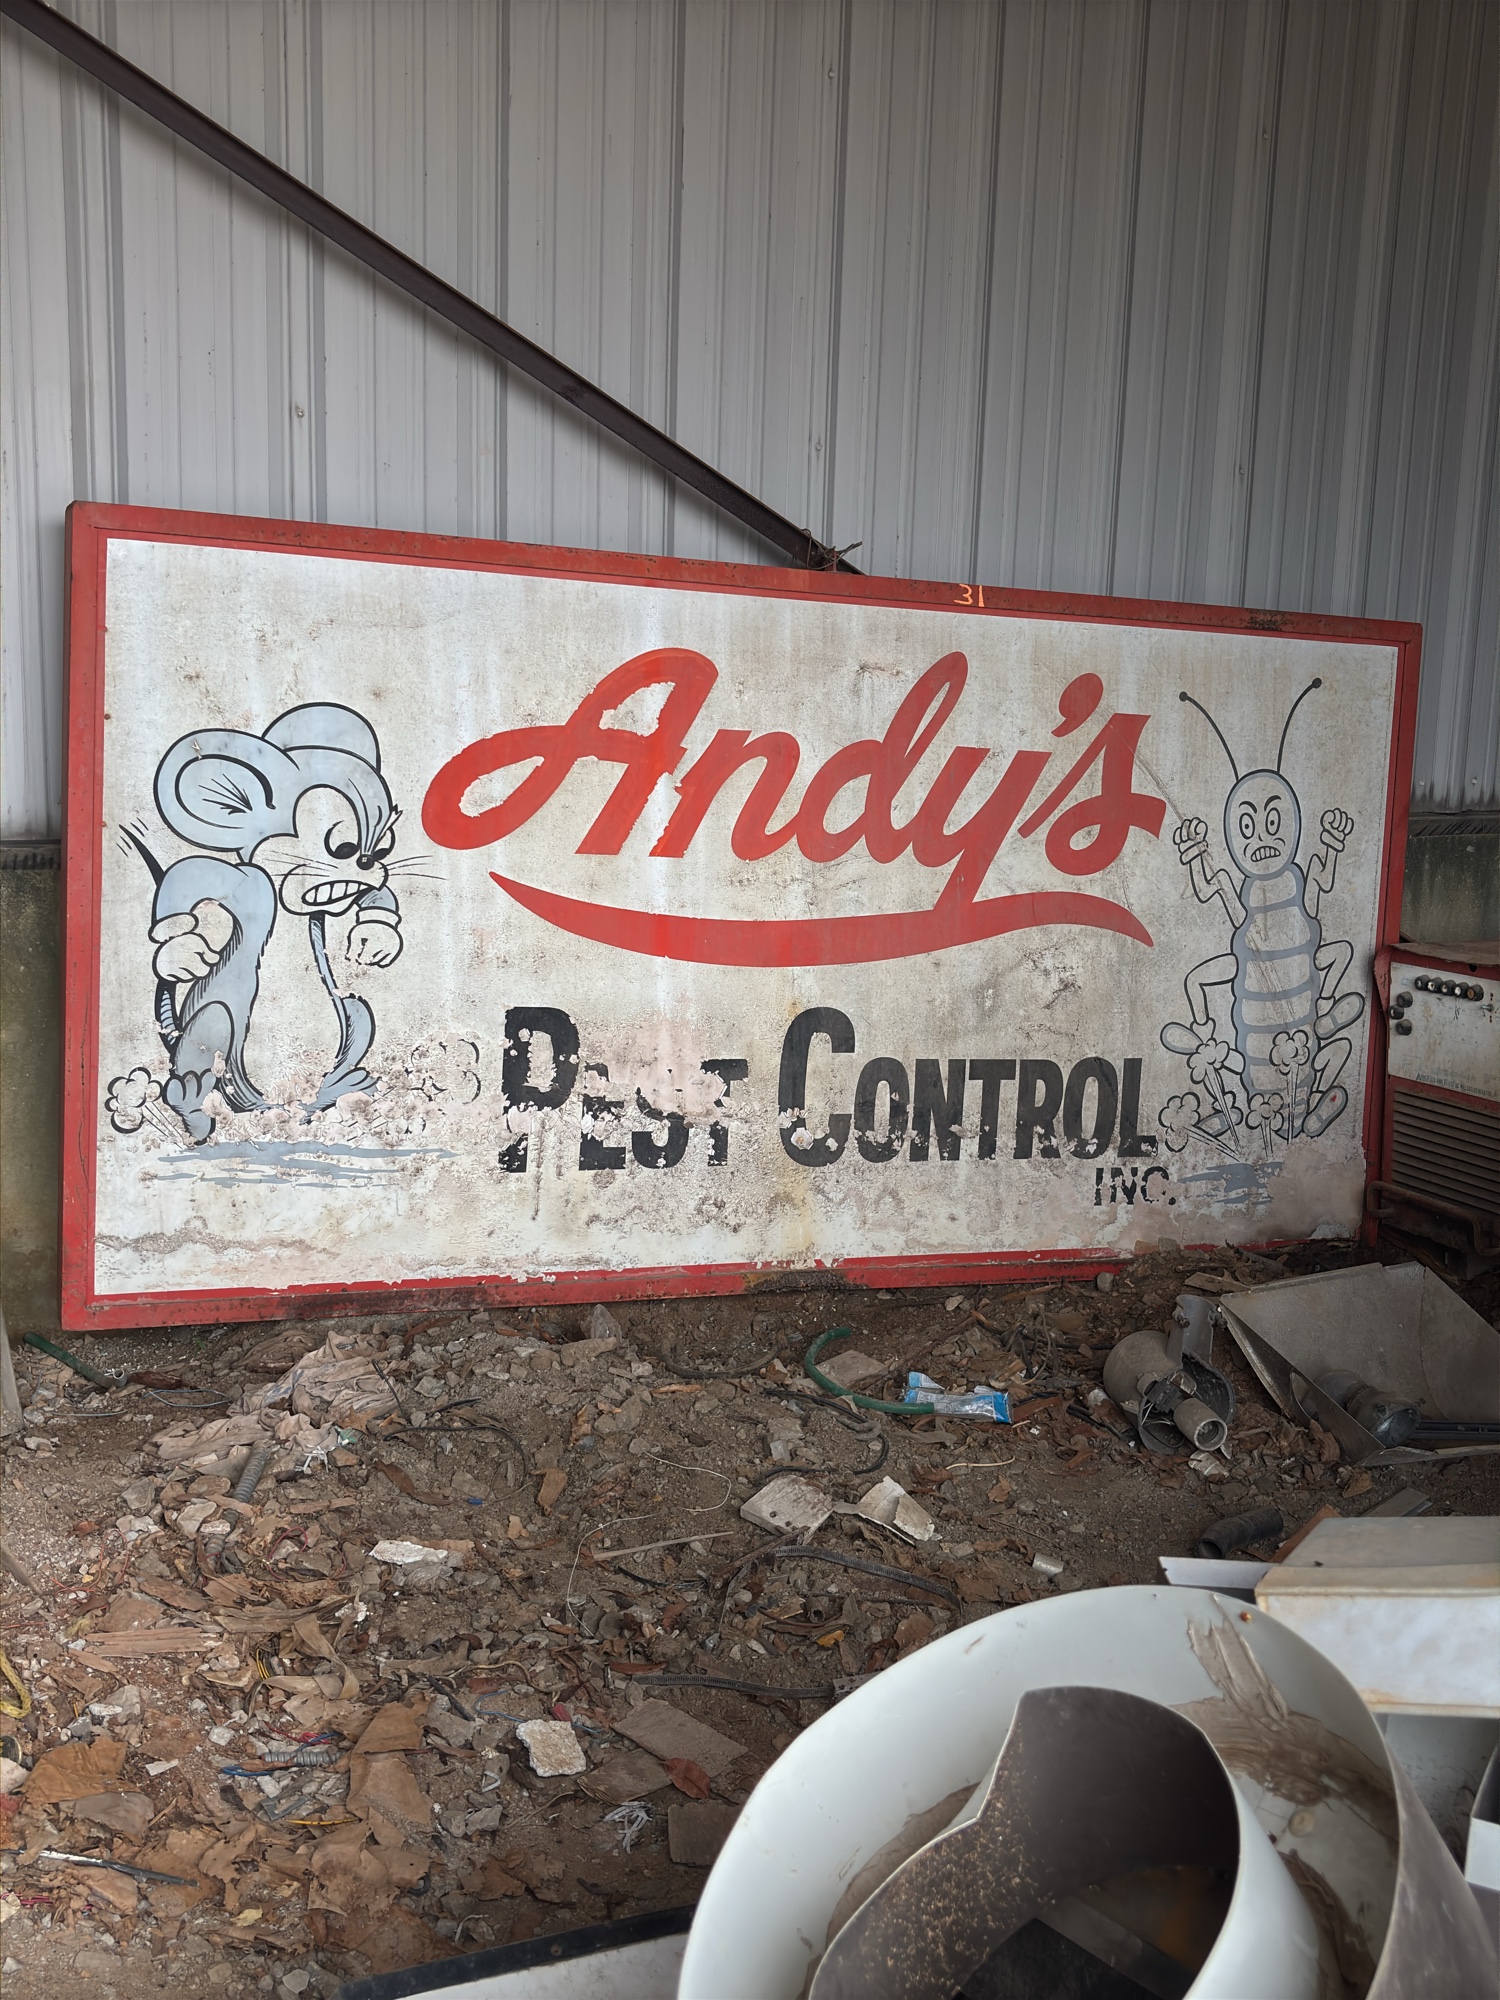 31
Andy's
PEST CONTROL
INC.